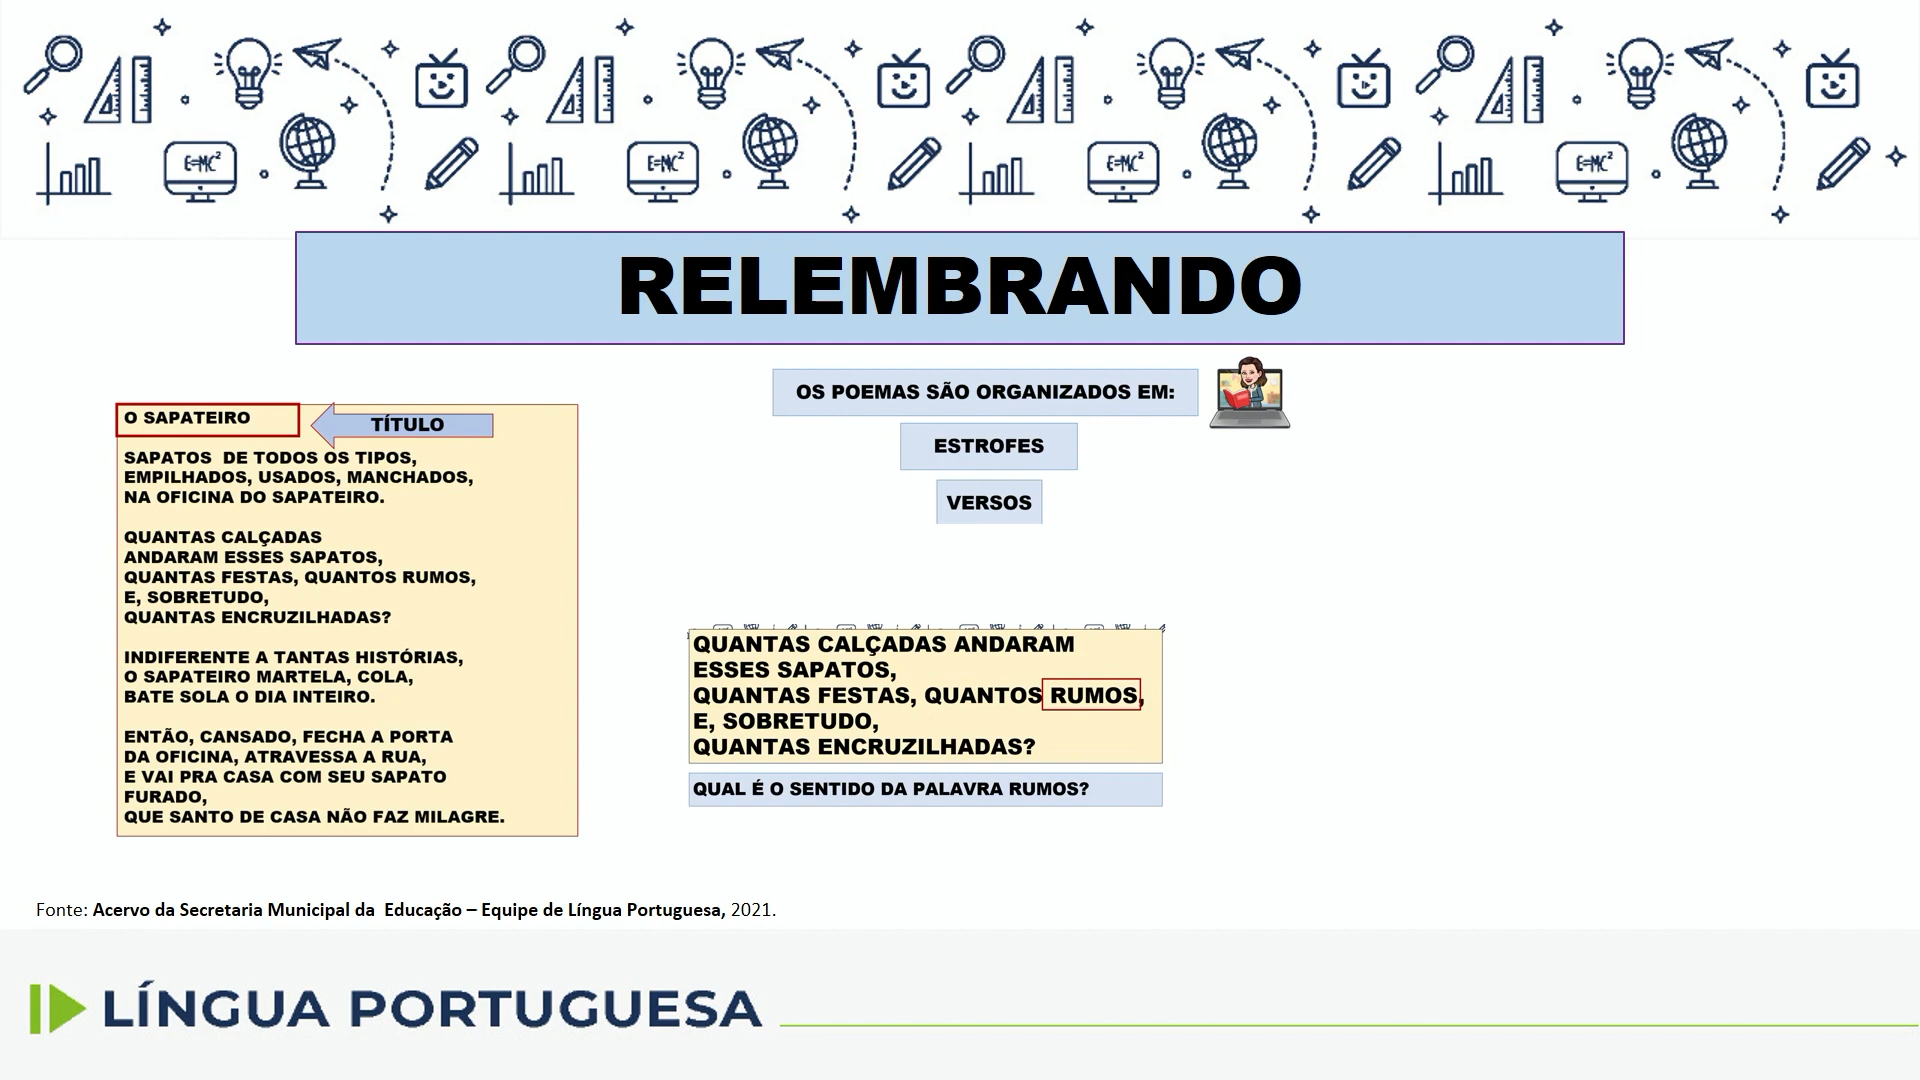 E=MC²
E=MC²
E=MC²
E=MC²
RELEMBRANDO
O SAPATEIRO
TÍTULO
SAPATOS  DE TODOS OS TIPOS,
EMPILHADOS, USADOS, MANCHADOS,
NA OFICINA DO SAPATEIRO.
QUANTAS CALÇADAS
ANDARAM ESSES SAPATOS,
QUANTAS FESTAS, QUANTOS RUMOS,
E, SOBRETUDO,
QUANTAS ENCRUZILHADAS?
INDIFERENTE A TANTAS HISTÓRIAS,
O SAPATEIRO MARTELA, COLA,
BATE SOLA O DIA INTEIRO.
ENTÃO, CANSADO, FECHA A PORTA
DA OFICINA, ATRAVESSA A RUA,
E VAI PRA CASA COM SEU SAPATO
FURADO,
QUE SANTO DE CASA NÃO FAZ MILAGRE.
OS POEMAS SÃO ORGANIZADOS EM:
ESTROFES
VERSOS
QUANTAS CALÇADAS ANDARAM
ESSES SAPATOS,
QUANTAS FESTAS, QUANTOS RUMOS,
E, SOBRETUDO,
QUANTAS ENCRUZILHADAS?
QUAL É O SENTIDO DA PALAVRA RUMOS?
Fonte: Acervo da Secretaria Municipal da  Educação – Equipe de Língua Portuguesa, 2021.
LÍNGUA PORTUGUESA